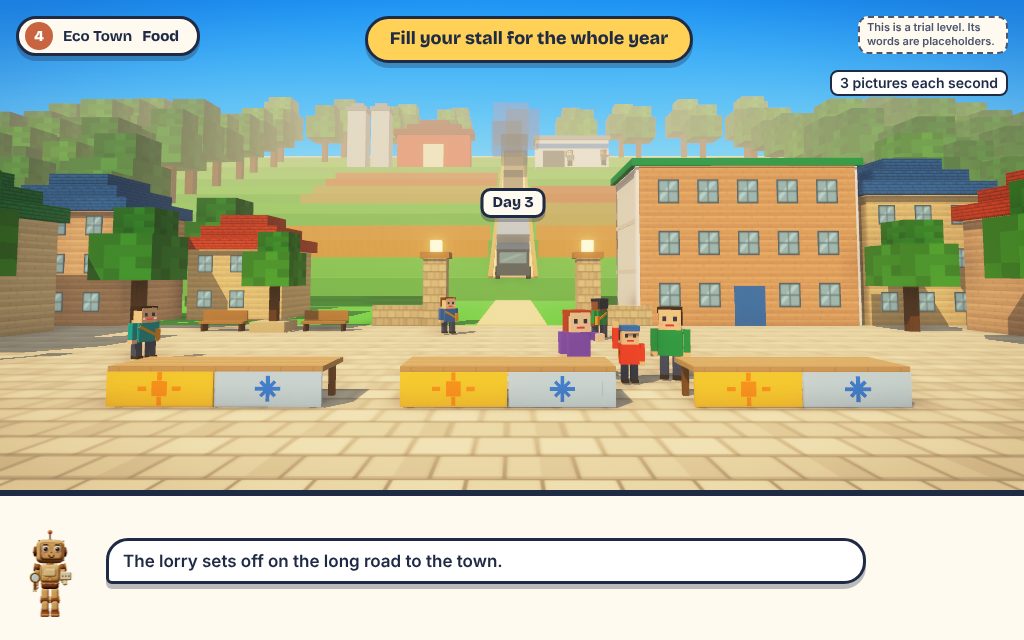 4 Eco Town Food
Fill your stall for the whole year
This is a trial level. Its
words are placeholders.
3 pictures each second
Day 3
The lorry sets off on the long road to the town.